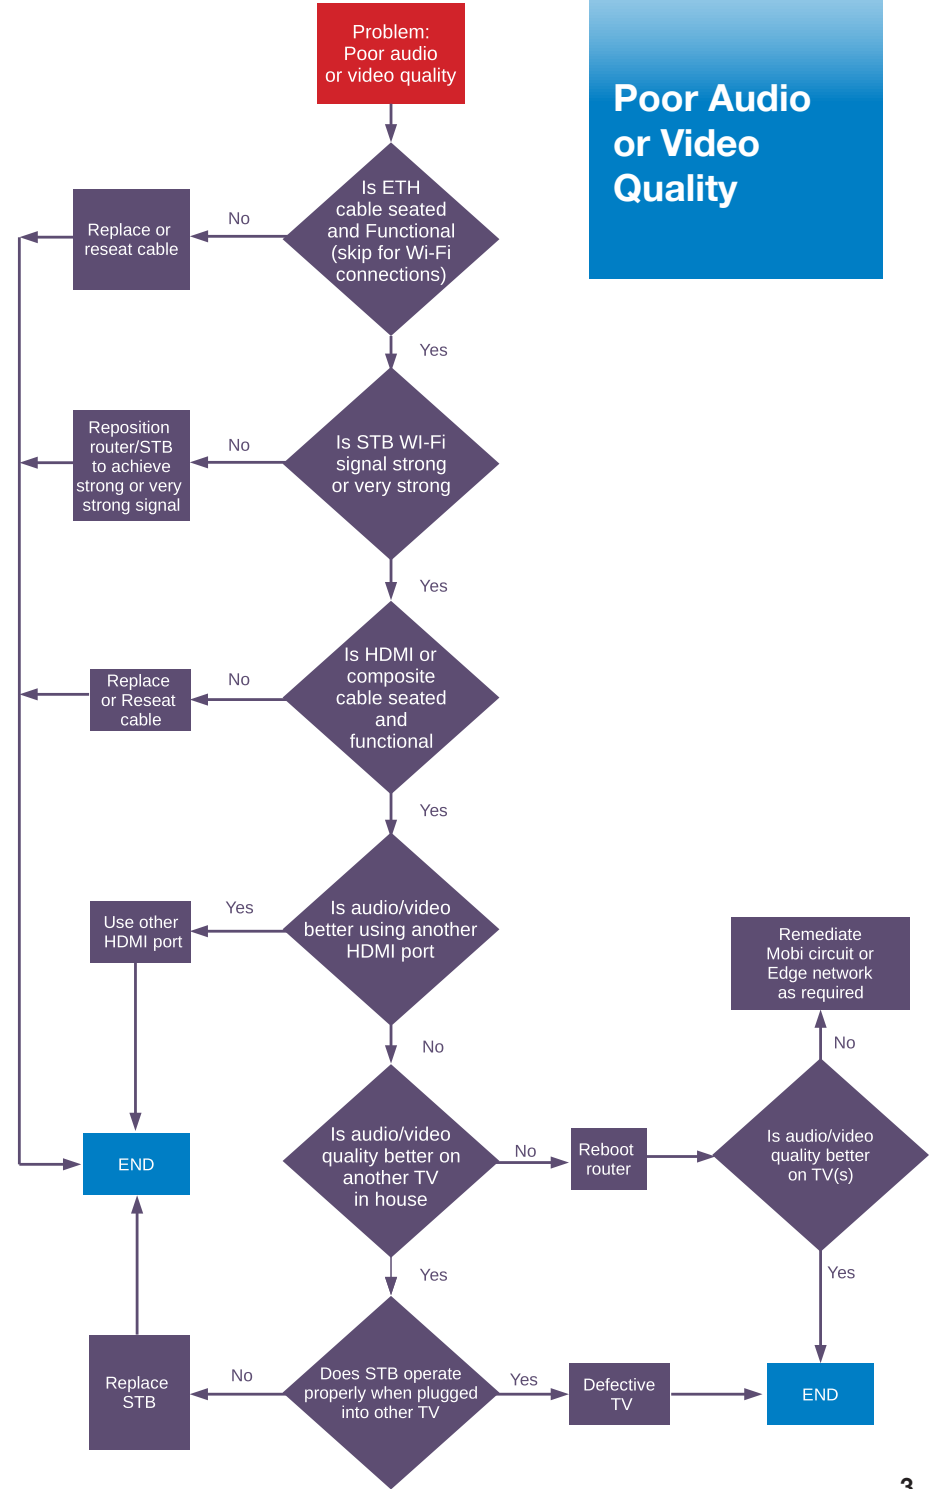 Problem:
Poor audio
or video quality
Poor Audio
or Video
Quality
Is ETH
cable seated
and Functional
(skip for Wi-Fi
connections)
No
Replace or
reseat cable
Yes
Is STB WI-Fi
signal strong
or very strong
No
Reposition
router/STB
to achieve
strong or very
strong signal
Yes
Is HDMI or
composite
cable seated
and
functional
No
Replace
or Reseat
cable
Yes
Is audio/video
better using another
HDMI port
Yes
Use other
HDMI port
No
Is audio/video
quality better on
another TV
in house
No
Reboot
router
Is audio/video
quality better
on TV(s)
No
Remediate
Mobi circuit or
Edge network
as required
Yes
END
Yes
Does STB operate
properly when plugged
into other TV
No
Replace
STB
END
Yes
Defective
TV
3